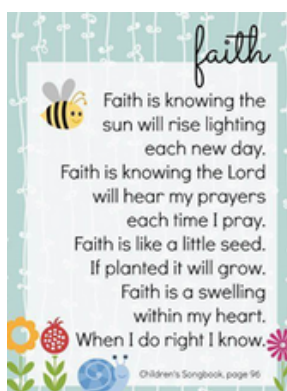 faith
Faith is knowing the
sun will rise lighting
each new day.
Faith is knowing the Lord
will hear my prayers
each time I pray.
Faith is like a little seed.
If planted it will grow.
Faith is a swelling
within my heart.
When I do right I know.
Children's Songbook, page 96